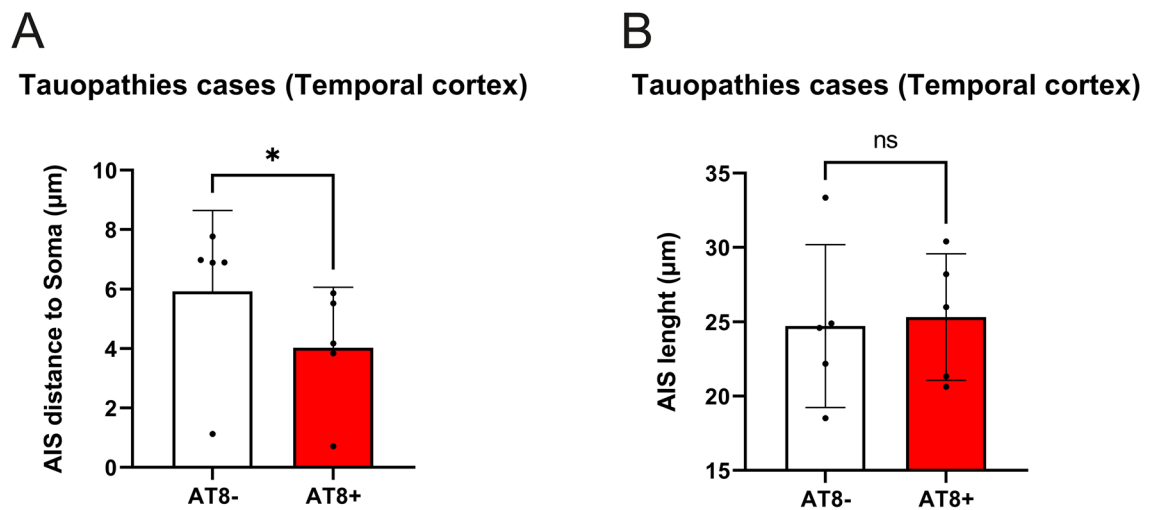 A
Tauopathies cases (Temporal cortex)
AIS distance to Soma (µm)
10
8
6
4
2
0
*
AT8-
AT8+
B
Tauopathies cases (Temporal cortex)
AIS lenght (µm)
35
30
25
20
15
ns
AT8-
AT8+